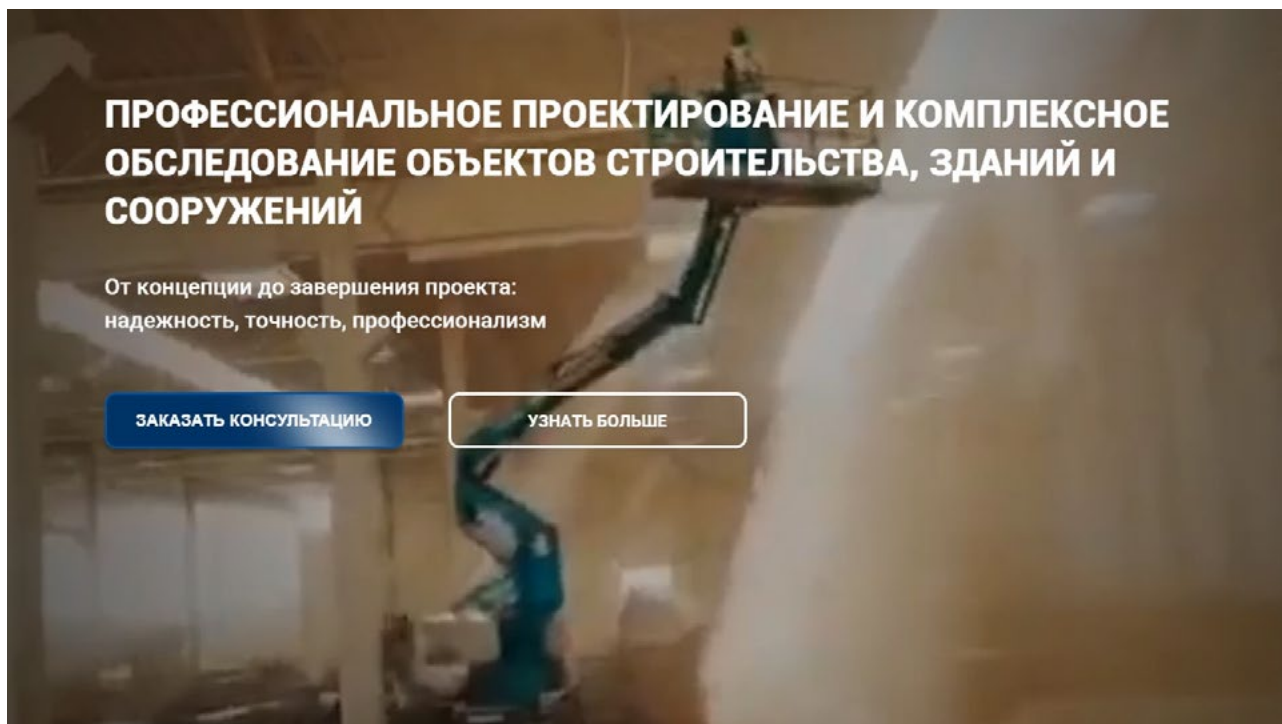 ПРОФЕССИОНАЛЬНОЕ ПРОЕКТИРОВАНИЕ И КОМПЛЕКСНОЕ
ОБСЛЕДОВАНИЕ ОБЪЕКТОВ СТРОИТЕЛЬСТВА, ЗДАНИЙ И
СООРУЖЕНИЙ
От концепции до завершения проекта:
надежность, точность, профессионализм
ЗАКАЗАТЬ КОНСУЛЬТАЦИЮ
УЗНАТЬ БОЛЬШЕ